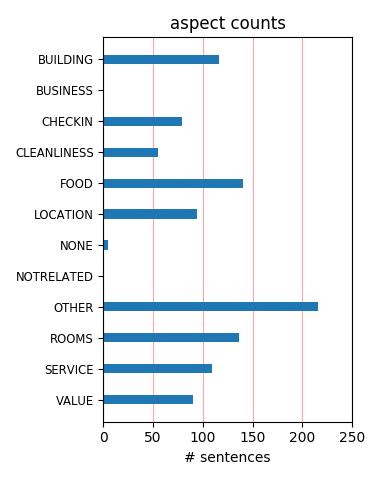 aspect counts
BUILDING
BUSINESS
CHECKIN
CLEANLINESS
FOOD
LOCATION
NONE
NOTRELATED
OTHER
ROOMS
SERVICE
VALUE
0 50 100 150 200 250
# sentences